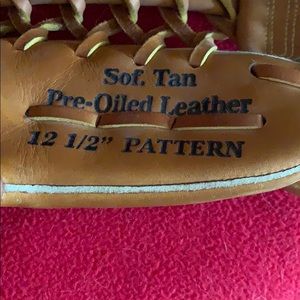 Sof. Tan
Pre-Oiled Leather
12 1/2" PATTERN